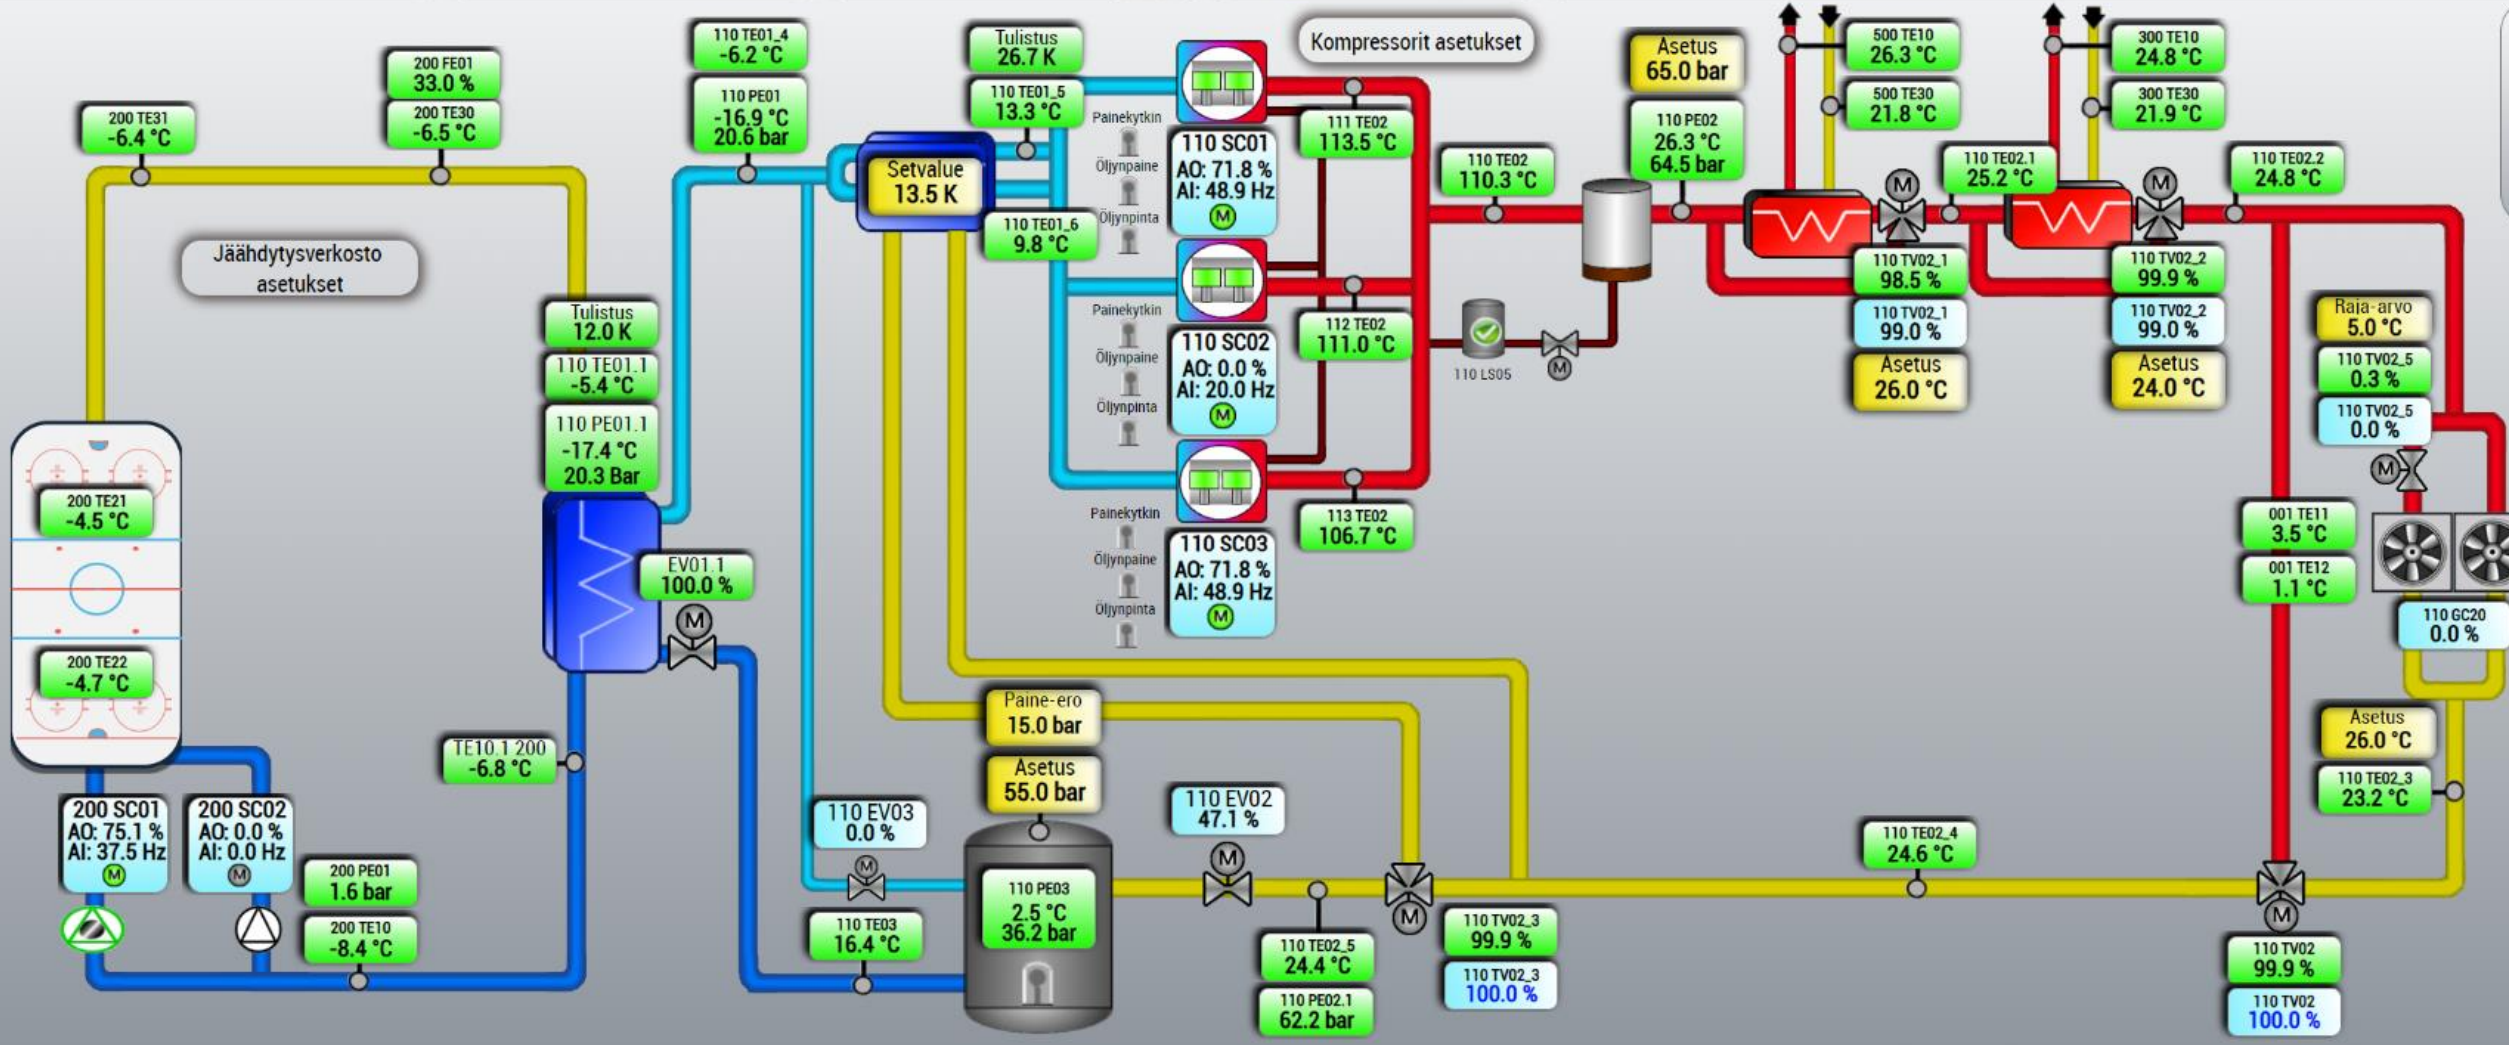 200 TE31
-6.4 °C
200 FE01
33.0 %
200 TE30
-6.5 °C
Jäähdytysverkosto
asetukset
200 TE21
-4.5 °C
200 TE22
-4.7 °C
200 SC01
AO: 75.1 %
AI: 37.5 Hz
M
200 SC02
AO: 0.0 %
AI: 0.0 Hz
M
200 PE01
1.6 bar
200 TE10
-8.4 °C
TE10.1 200
-6.8 °C
Tulistus
12.0 K
110 TE01.1
-5.4 °C
110 PE01.1
-17.4 °C
20.3 Bar
EV01.1
100.0 %
M
110 TE01_4
-6.2 °C
110 PE01
-16.9 °C
20.6 bar
Setvalue
13.5 K
Tulistus
26.7 K
110 TE01_5
13.3 °C
110 TE01_6
9.8 °C
Painekytkin
Öljynpaine
Öljynpinta
110 SC01
AO: 71.8 %
AI: 48.9 Hz
M
111 TE02
113.5 °C
Painekytkin
Öljynpaine
Öljynpinta
110 SC02
AO: 0.0 %
AI: 20.0 Hz
M
112 TE02
111.0 °C
Painekytkin
Öljynpaine
Öljynpinta
110 SC03
AO: 71.8 %
AI: 48.9 Hz
M
113 TE02
106.7 °C
Kompressorit asetukset
110 TE02
110.3 °C
110 LS05
M
Asetus
65.0 bar
110 PE02
26.3 °C
64.5 bar
500 TE10
26.3 °C
500 TE30
21.8 °C
M
110 TE02.1
25.2 °C
110 TV02_1
98.5 %
110 TV02_1
99.0 %
Asetus
26.0 °C
300 TE10
24.8 °C
300 TE30
21.9 °C
M
110 TE02.2
24.8 °C
110 TV02_2
99.9 %
110 TV02_2
99.0 %
Asetus
24.0 °C
Raja-arvo
5.0 °C
110 TV02_5
0.3 %
110 TV02_5
0.0 %
M
001 TE11
3.5 °C
001 TE12
1.1 °C
110 GC20
0.0 %
Asetus
26.0 °C
110 TE02_3
23.2 °C
Paine-ero
15.0 bar
Asetus
55.0 bar
110 EV03
0.0 %
M
110 TE03
16.4 °C
110 PE03
2.5 °C
36.2 bar
110 EV02
47.1 %
M
110 TE02_5
24.4 °C
110 PE02.1
62.2 bar
M
110 TV02_3
99.9 %
110 TV02_3
100.0 %
110 TE02_4
24.6 °C
M
110 TV02
99.9 %
110 TV02
100.0 %